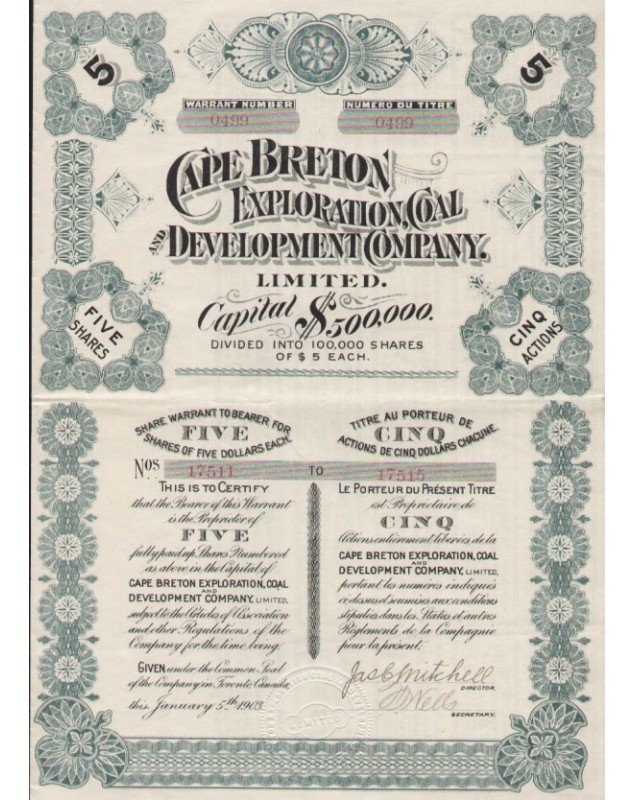 5
5
WARRANT NUMBER
NUMÉRO DU TITRE
0499
0499
CAPE BRETON
EXPLORATION, COAL
AND DEVELOPMENT COMPANY.
LIMITED.
Capital $500,000.
DIVIDED INTO 100,000 SHARES
OF $5 EACH.
FIVE
SHARES
CINQ
ACTIONS
SHARE WARRANT TO BEARER FOR
FIVE
SHARES OF FIVE DOLLARS EACH.
TITRE AU PORTEUR DE
CINQ
ACTIONS DE CINQ DOLLARS CHACUNE.
Nos 17511 TO 17515
THIS IS TO CERTIFY
that the Bearer of this Warrant
is the Proprietor of
FIVE
fully paid up Shares Numbered
as above in the Capital of
CAPE BRETON EXPLORATION, COAL
AND
DEVELOPMENT COMPANY, LIMITED,
subject to the Articles of Association
and other Regulations of the
Company for the time being.
GIVEN under the Common Seal
of the Company in Toronto, Canada,
this January 5th 1903.
LE PORTEUR DU PRÉSENT TITRE
est Propriétaire de
CINQ
Actions entièrement libérées de la
CAPE BRETON EXPLORATION, COAL
AND
DEVELOPMENT COMPANY, LIMITED,
portant les numéros indiqués
ci-dessus et soumises aux conditions
stipulées dans les Statuts et autres
Règlements de la Compagnie
pour la présent.
Jas C Mitchell
DIRECTOR.
SECRETARY.